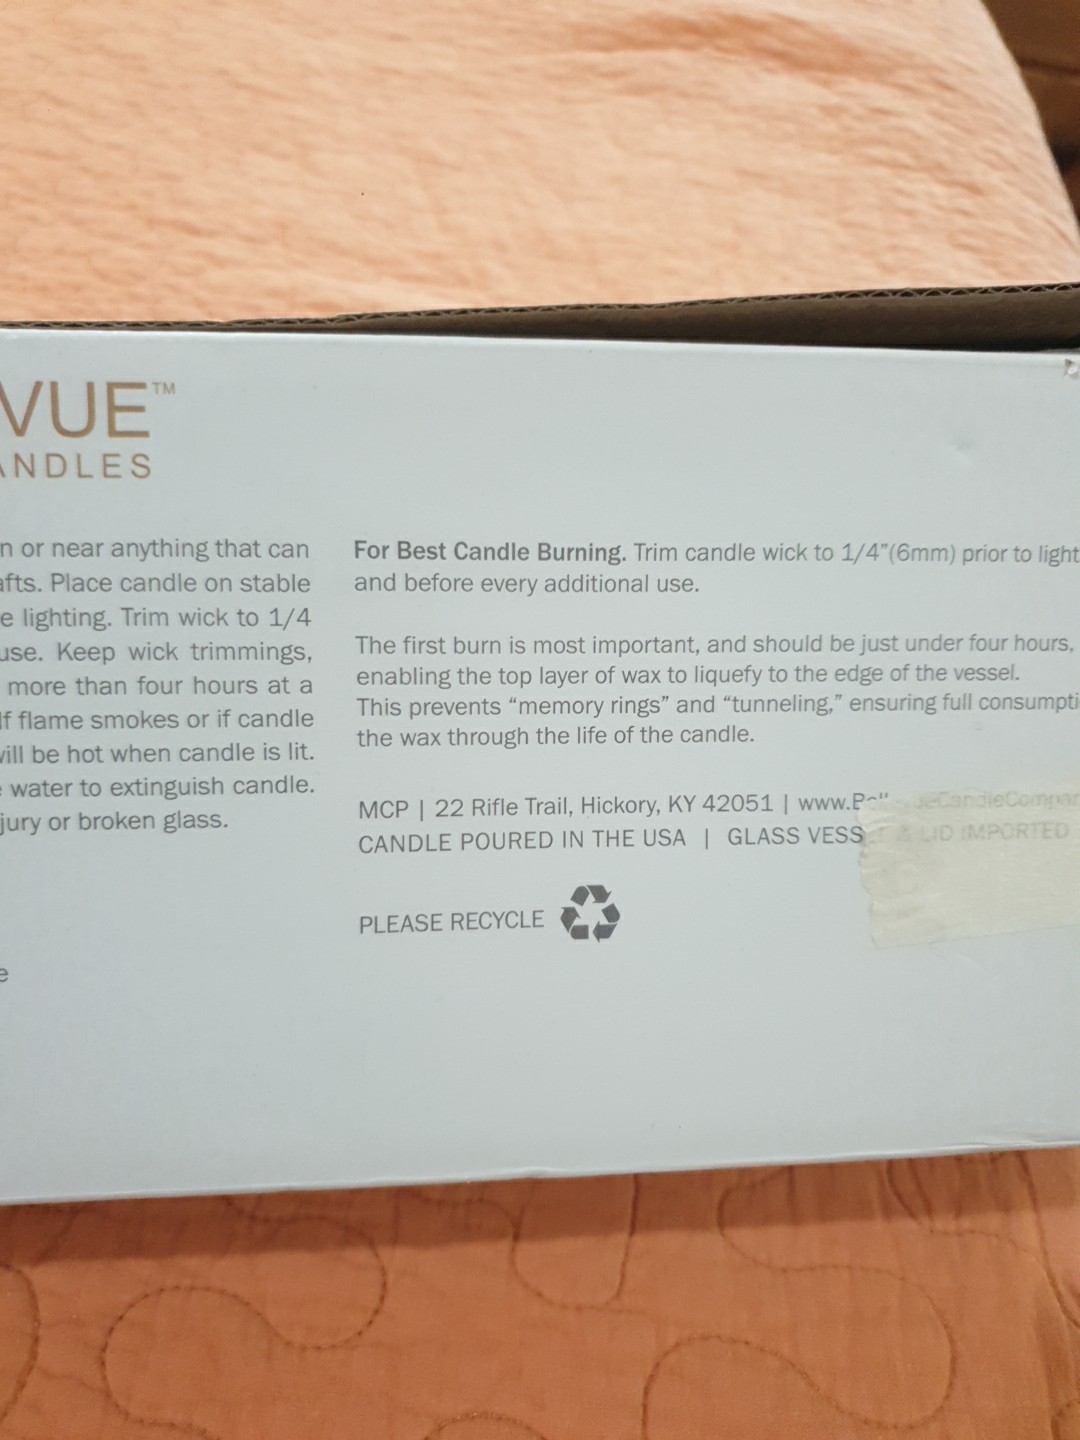 VUE™
ANDLES
n or near anything that can
afts. Place candle on stable
e lighting. Trim wick to 1/4
use. Keep wick trimmings,
more than four hours at a
If flame smokes or if candle
will be hot when candle is lit.
e water to extinguish candle.
jury or broken glass.
e
For Best Candle Burning. Trim candle wick to 1/4"(6mm) prior to light
and before every additional use.
The first burn is most important, and should be just under four hours,
enabling the top layer of wax to liquefy to the edge of the vessel.
This prevents “memory rings” and “tunneling,” ensuring full consumpti
the wax through the life of the candle.
MCP | 22 Rifle Trail, Hickory, KY 42051 |
CANDLE POURED IN THE USA | GLASS VESS & LID IMPORTED
PLEASE RECYCLE